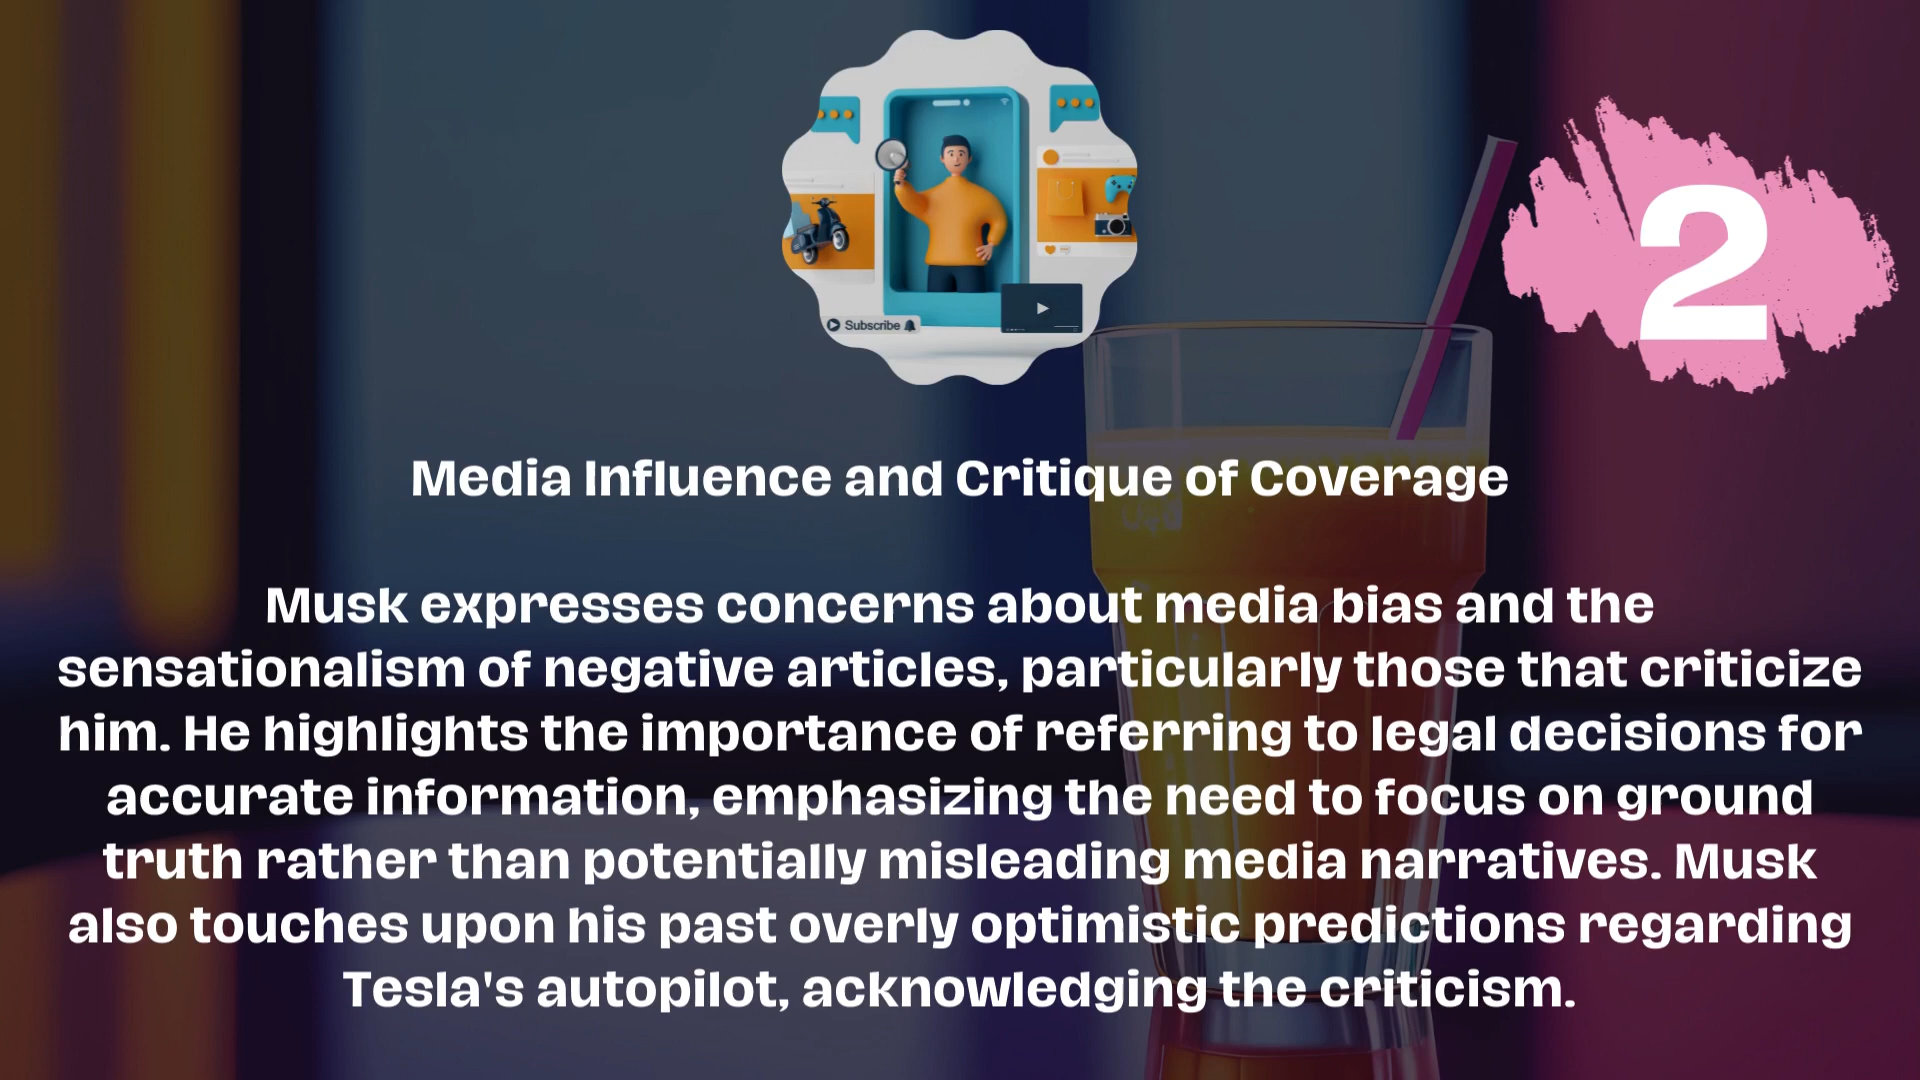 Subscribe
2
Media Influence and Critique of Coverage
Musk expresses concerns about media bias and the
sensationalism of negative articles, particularly those that criticize
him. He highlights the importance of referring to legal decisions for
accurate information, emphasizing the need to focus on ground
truth rather than potentially misleading media narratives. Musk
also touches upon his past overly optimistic predictions regarding
Tesla's autopilot, acknowledging the criticism.